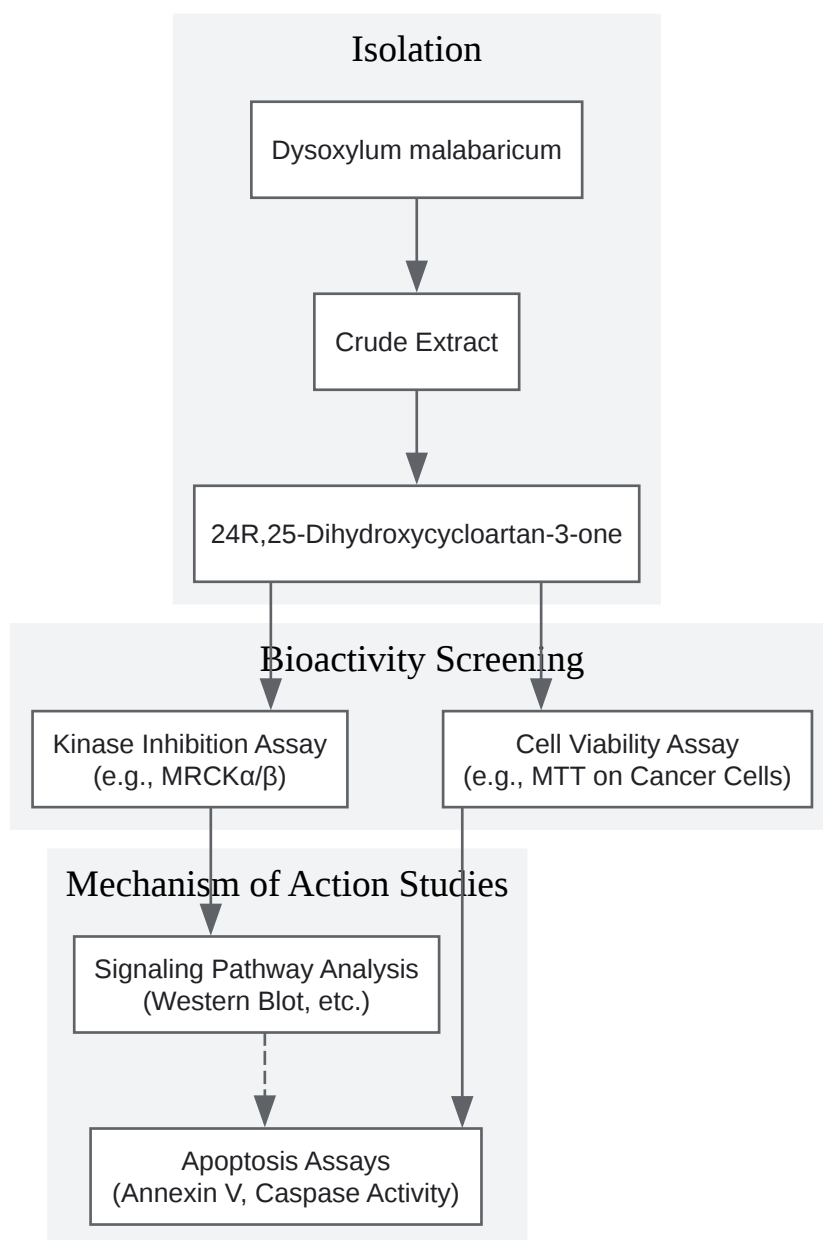 Isolation
Dysoxylum malabaricum
Crude Extract
24R,25-Dihydroxycycloartan-3-one
Bioactivity Screening
Kinase Inhibition Assay
(e.g., MRCKα/β)
Cell Viability Assay
(e.g., MTT on Cancer Cells)
Mechanism of Action Studies
Signaling Pathway Analysis
(Western Blot, etc.)
Apoptosis Assays
(Annexin V, Caspase Activity)